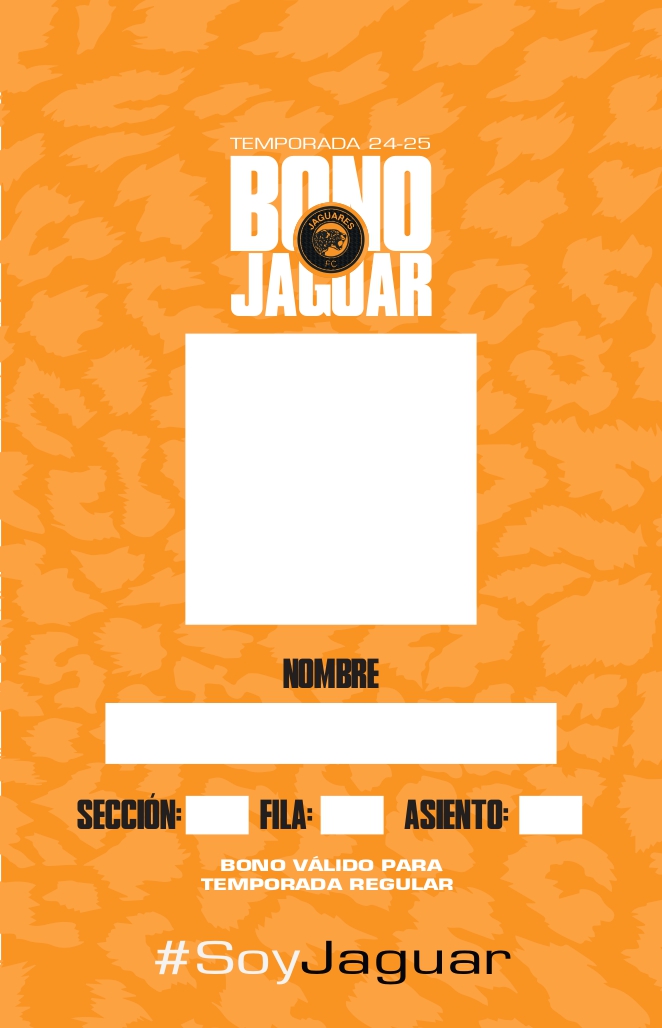 TEMPORADA 24-25
BONO
JAGUARES
FC
JAGUAR
NOMBRE
SECCIÓN: FILA: ASIENTO:
BONO VÁLIDO PARA
TEMPORADA REGULAR
#SoyJaguar